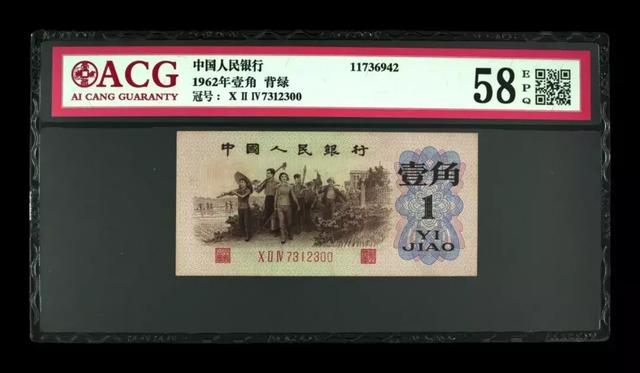 ACG
AI CANG GUARANTY
中国人民银行
1962年壹角 背绿
冠号： X II IV7312300
11736942
58
EPQ
中國人民銀行
壹角
1
YI
JIAO
X II IV 7312300